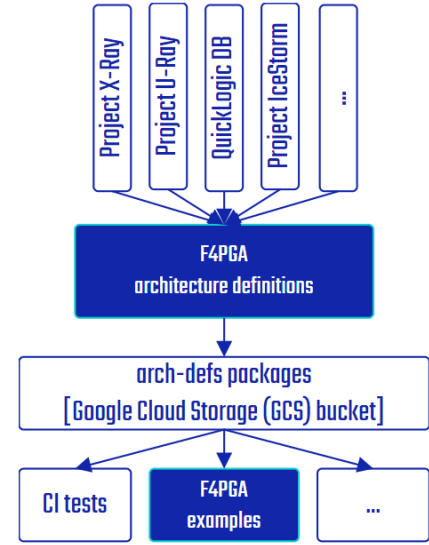 Project X-Ray
Project U-Ray
QuickLogic DB
Project IceStorm
...
F4PGA
architecture definitions
arch-defs packages
[Google Cloud Storage (GCS) bucket]
CI tests
F4PGA
examples
...